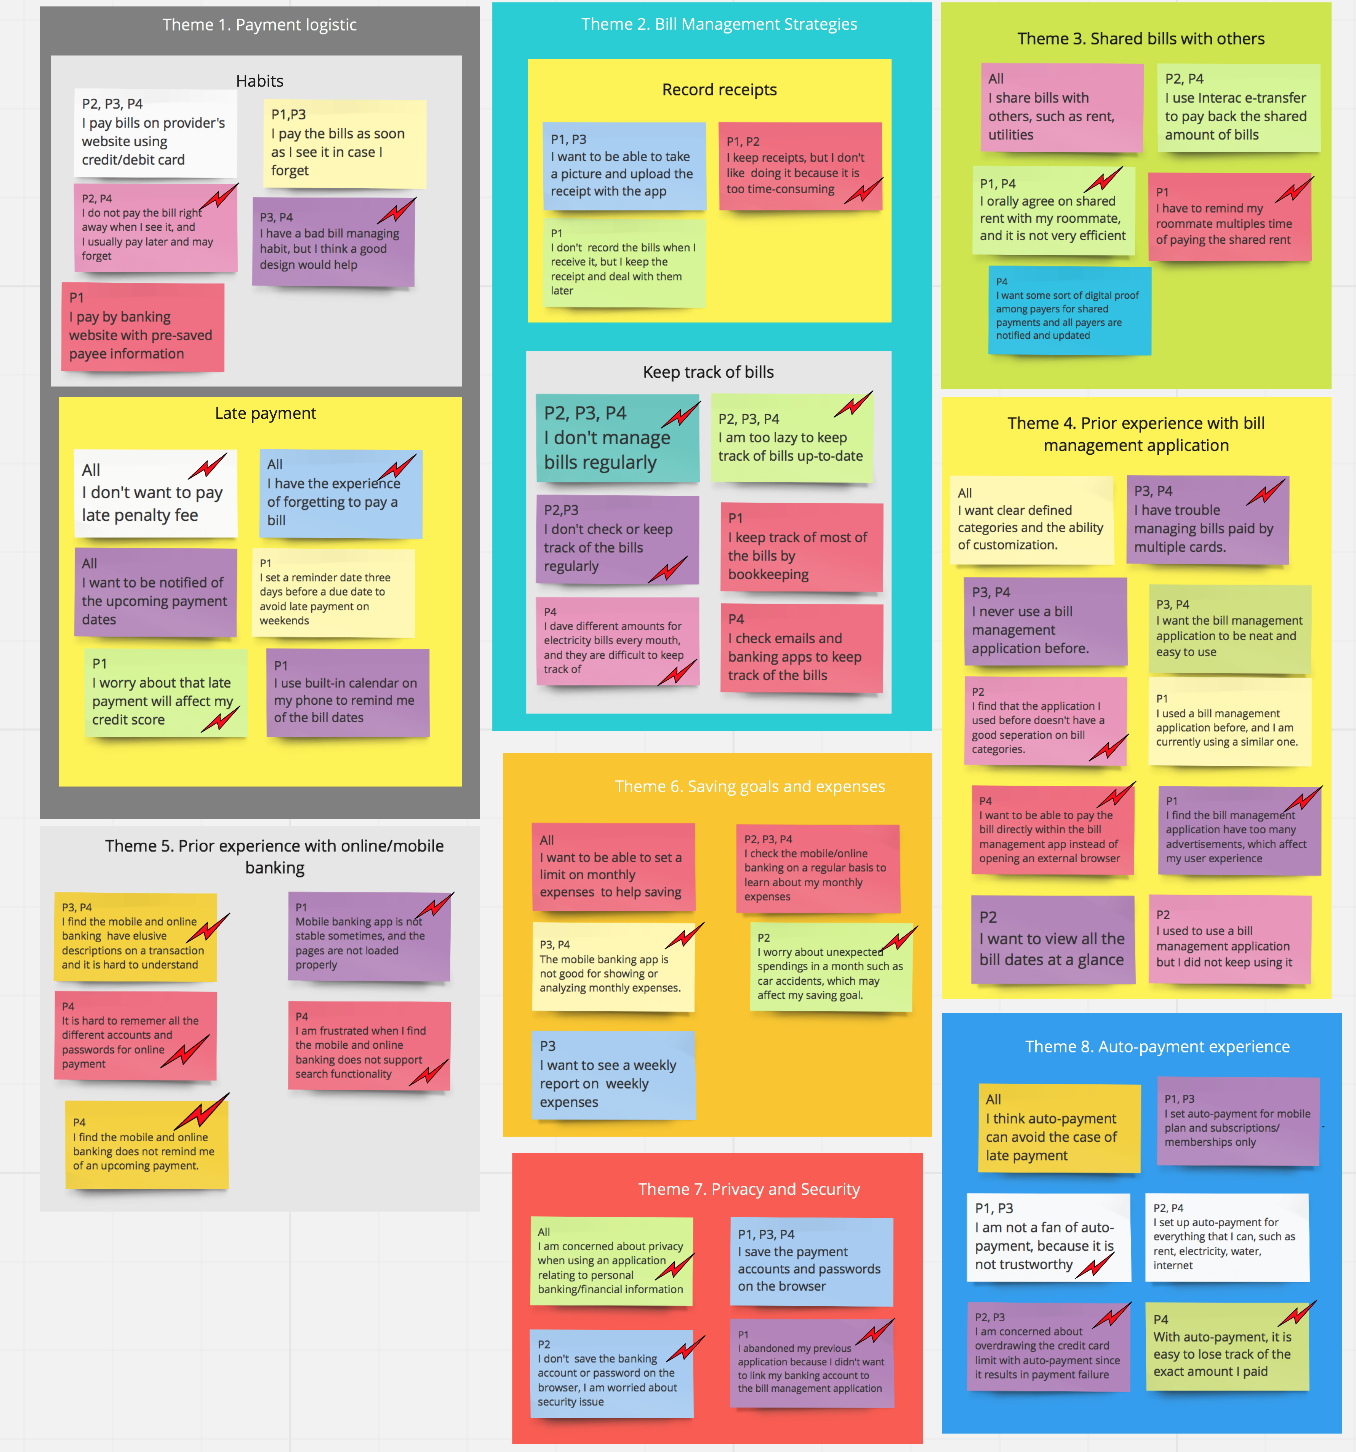 Theme 1. Payment logistic
Habits
P2, P3, P4
I pay bills on provider's
website using
credit/debit card
P1,P3
I pay the bills as soon
as I see it in case I
forget
P2, P4
I do not pay the bill right
away when I see it, and
I usually pay later and may
forget
P3, P4
I have a bad bill managing
habit, but I think a good
design would help
P1
I pay by banking
website with pre-saved
payee information
Late payment
All
I don't want to pay
late penalty fee
All
I have the experience
of forgetting to pay a
bill
All
I want to be notified of
the upcoming payment
dates
P1
I set a reminder date three
days before a due date to
avoid late payment on
weekends
P1
I worry about that late
payment will affect my
credit score
P1
I use built-in calendar on
my phone to remind me
of the bill dates
Theme 2. Bill Management Strategies
Record receipts
P1, P3
I want to be able to take
a picture and upload the
receipt with the app
P1, P2
I keep receipts, but I don't
like  doing it because it is
too time-consuming
P1
I don't  record the bills when I
receive it, but I keep the
receipt and deal with them
later
Keep track of bills
P2, P3, P4
I don't manage
bills regularly
P2, P3, P4
I am too lazy to keep
track of bills up-to-date
P2,P3
I don't check or keep
track of the bills
regularly
P1
I keep track of most of
the bills by
bookkeeping
P4
I dave different amounts for
electricity bills every mouth,
and they are difficult to keep
track of
P4
I check emails and
banking apps to keep
track of the bills
Theme 3. Shared bills with others
All
I share bills with
others, such as rent,
utilities
P2, P4
I use Interac e-transfer
to pay back the shared
amount of bills
P1, P4
I orally agree on shared
rent with my roommate,
and it is not very efficient
P1
I have to remind my
roommate multiples time
of paying the shared rent
P4
I want some sort of digital proof
among payers for shared
payments and all payers are
notified and updated
Theme 4. Prior experience with bill
management application
All
I want clear defined
categories and the ability
of customization.
P3, P4
I have trouble
managing bills paid by
multiple cards.
P3, P4
I never use a bill
management
application before.
P3, P4
I want the bill management
application to be neat and
easy to use
P2
I find that the application I
used before doesn't have a
good seperation on bill
categories.
P1
I used a bill management
application before, and I am
currently using a similar one.
P4
I want to be able to pay the
bill directly within the bill
management app instead of
opening an external browser
P1
I find the bill management
application have too many
advertisements, which affect
my user experience
P2
I want to view all the
bill dates at a glance
P2
I used to use a bill
management application
but I did not keep using it
Theme 5. Prior experience with online/mobile
banking
P3, P4
I find the mobile and online
banking  have elusive
descriptions on a transaction
and it is hard to understand
P1
Mobile banking app is not
stable sometimes, and the
pages are not loaded
properly
P4
It is hard to rememer all the
different accounts and
passwords for online
payment
P4
I am frustrated when I find
the mobile and online
banking does not support
search functionality
P4
I find the mobile and online
banking does not remind me
of an upcoming payment.
Theme 6. Saving goals and expenses
All
I want to be able to set a
limit on monthly
expenses  to help saving
P2, P3, P4
I check the mobile/online
banking on a regular basis to
learn about my monthly
expenses
P3, P4
The mobile banking app is
not good for showing or
analyzing monthly expenses.
P2
I worry about unexpected
spendings in a month such as
car accidents, which may
affect my saving goal.
P3
I want to see a weekly
report on  weekly
expenses
Theme 7. Privacy and Security
All
I am concerned about privacy
when using an application
relating to personal
banking/financial information
P1, P3, P4
I save the payment
accounts and passwords
on the browser
P2
I don't  save the banking
account or password on the
browser, I am worried about
security issue
P1
I abandoned my previous
application because I didn't want
to link my banking account to
the bill management application
Theme 8. Auto-payment experience
All
I think auto-payment
can avoid the case of
late payment
P1, P3
I set auto-payment for mobile
plan and subscriptions/
memberships only
P1, P3
I am not a fan of auto-
payment, because it is
not trustworthy
P2, P4
I set up auto-payment for
everything that I can, such as
rent, electricity, water,
internet
P2, P3
I am concerned about
overdrawing the credit card
limit with auto-payment since
it results in payment failure
P4
With auto-payment, it is
easy to lose track of the
exact amount I paid